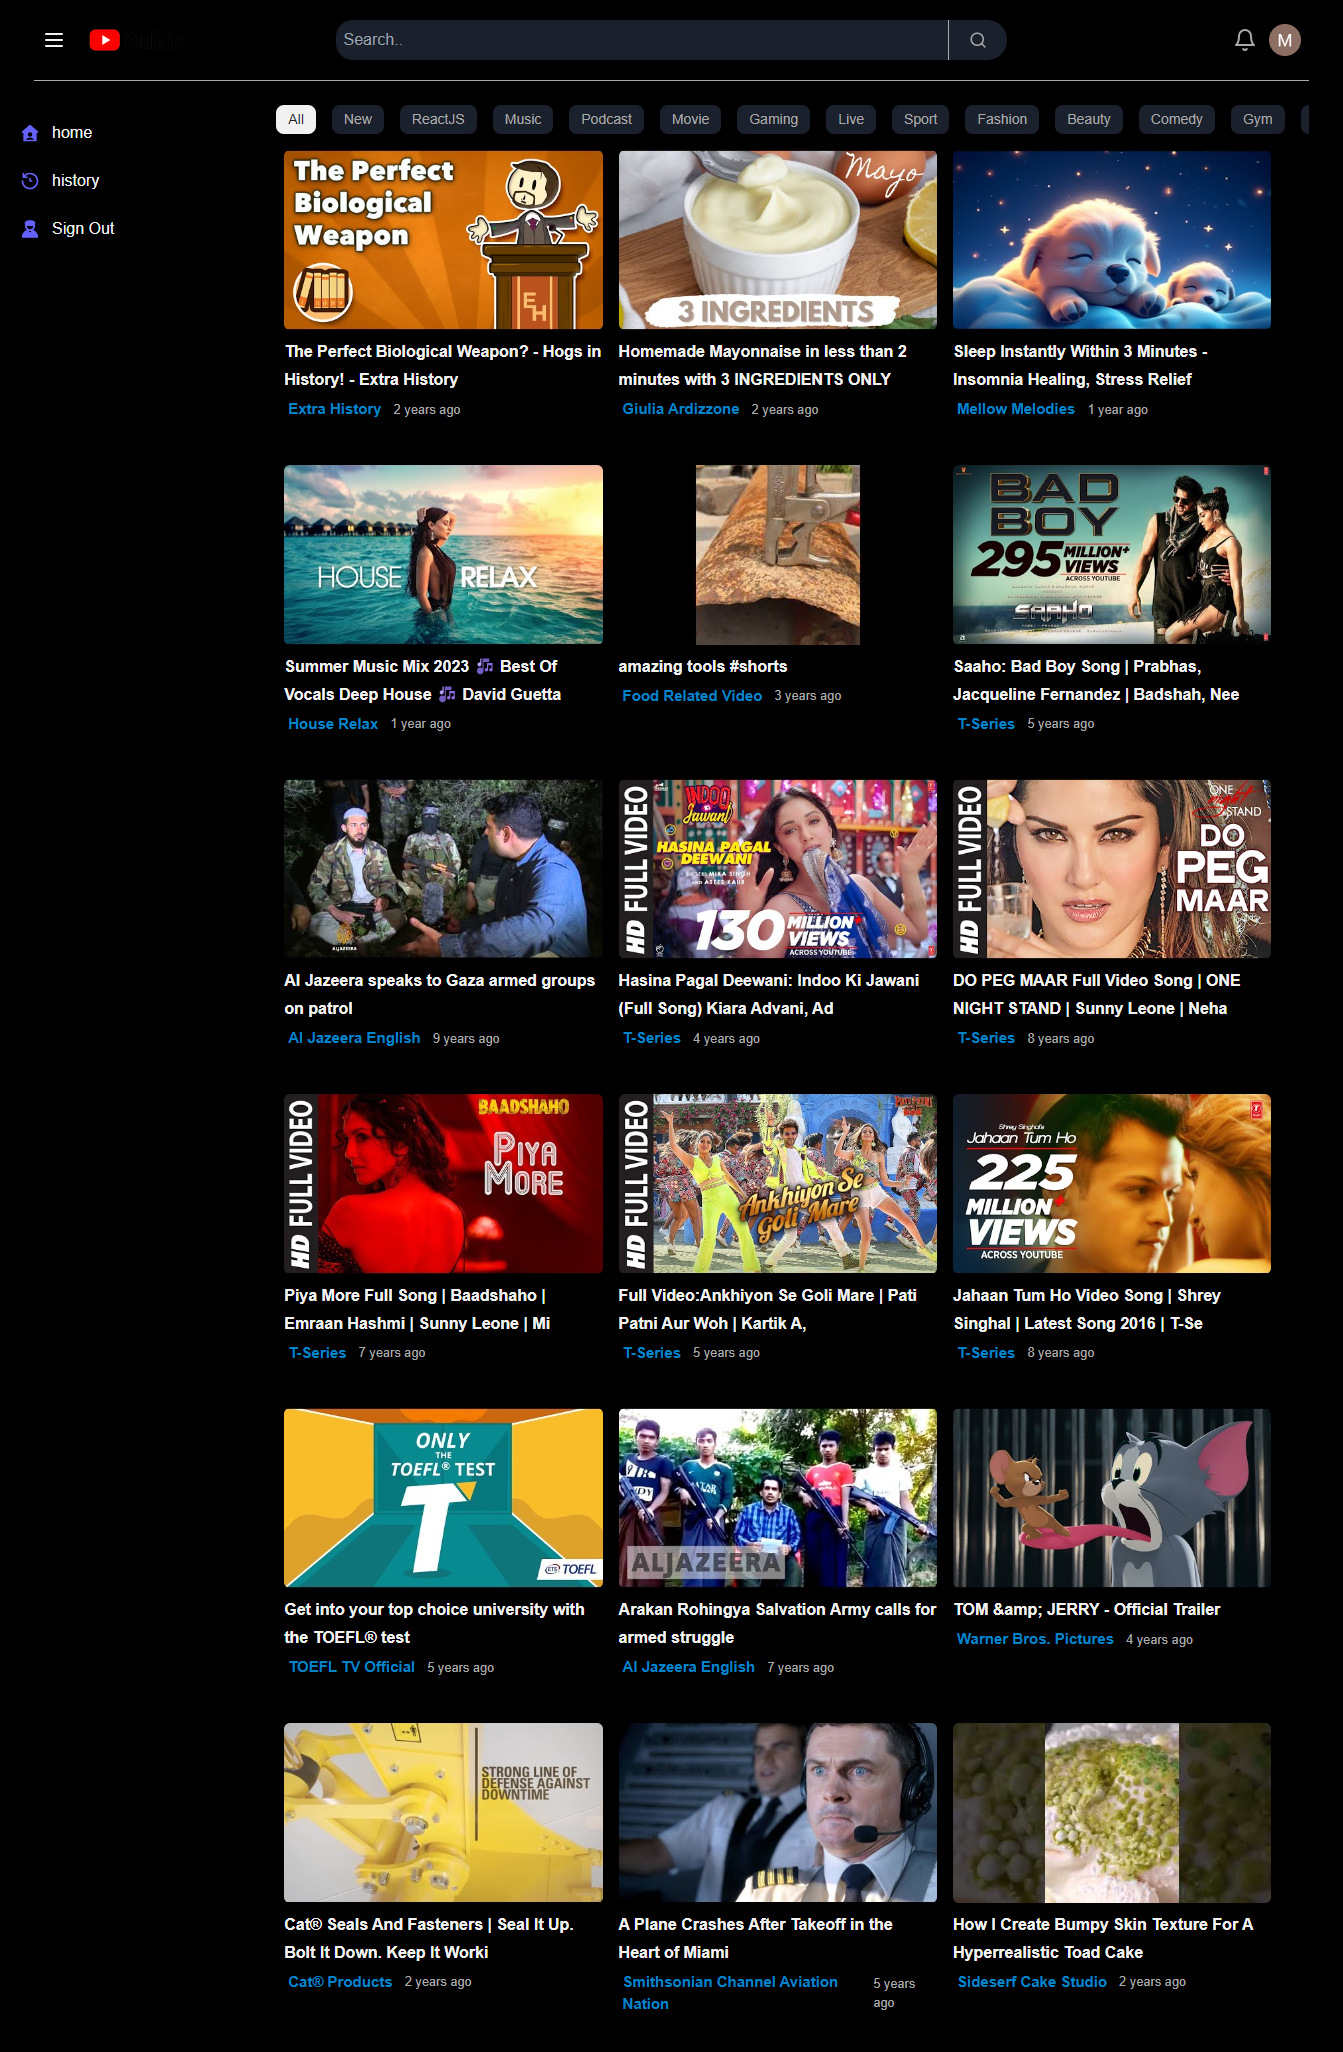 Search..
M
home
history
Sign Out
All New ReactJS Music Podcast Movie Gaming Live Sport Fashion Beauty Comedy Gym
The Perfect
Biological
Weapon
EH
Mayo
3 INGREDIENTS
The Perfect Biological Weapon? - Hogs in
History! - Extra History
Extra History 2 years ago
Homemade Mayonnaise in less than 2
minutes with 3 INGREDIENTS ONLY
Giulia Ardizzone 2 years ago
Sleep Instantly Within 3 Minutes -
Insomnia Healing, Stress Relief
Mellow Melodies 1 year ago
HOUSE RELAX
BAD
BOY
295 MILLION+
VIEWS
ACROSS YOUTUBE
SAAHO
Summer Music Mix 2023 🎶 Best Of
Vocals Deep House 🎶 David Guetta
House Relax 1 year ago
amazing tools #shorts
Food Related Video 3 years ago
Saaho: Bad Boy Song | Prabhas,
Jacqueline Fernandez | Badshah, Nee
T-Series 5 years ago
ALJAZEERA
HD FULL VIDEO
INDOO
KI
Jawani
HASINA PAGAL
DEEWANI
SINGERS MIKA SINGH
AND ASEES KAUR
130 MILLION+
VIEWS
ACROSS YOUTUBE
HD FULL VIDEO
ONE
night
STAND
DO
PEG
MAAR
Al Jazeera speaks to Gaza armed groups
on patrol
Al Jazeera English 9 years ago
Hasina Pagal Deewani: Indoo Ki Jawani
(Full Song) Kiara Advani, Ad
T-Series 4 years ago
DO PEG MAAR Full Video Song | ONE
NIGHT STAND | Sunny Leone | Neha
T-Series 8 years ago
HD FULL VIDEO
BAADSHAHO
PIYA
MORE
HD FULL VIDEO
Ankhiyon Se
Goli Mare
Shrey Singhal's
Jahaan Tum Ho
225
MILLION+
VIEWS
ACROSS YOUTUBE
Piya More Full Song | Baadshaho |
Emraan Hashmi | Sunny Leone | Mi
T-Series 7 years ago
Full Video:Ankhiyon Se Goli Mare | Pati
Patni Aur Woh | Kartik A,
T-Series 5 years ago
Jahaan Tum Ho Video Song | Shrey
Singhal | Latest Song 2016 | T-Se
T-Series 8 years ago
ONLY
THE
TOEFL® TEST
T
ETS TOEFL
ALJAZEERA
Get into your top choice university with
the TOEFL® test
TOEFL TV Official 5 years ago
Arakan Rohingya Salvation Army calls for
armed struggle
Al Jazeera English 7 years ago
TOM &amp; JERRY - Official Trailer
Warner Bros. Pictures 4 years ago
STRONG LINE OF
DEFENSE AGAINST
DOWNTIME
Cat® Seals And Fasteners | Seal It Up.
Bolt It Down. Keep It Worki
Cat® Products 2 years ago
A Plane Crashes After Takeoff in the
Heart of Miami
Smithsonian Channel Aviation
Nation
5 years
ago
How I Create Bumpy Skin Texture For A
Hyperrealistic Toad Cake
Sideserf Cake Studio 2 years ago